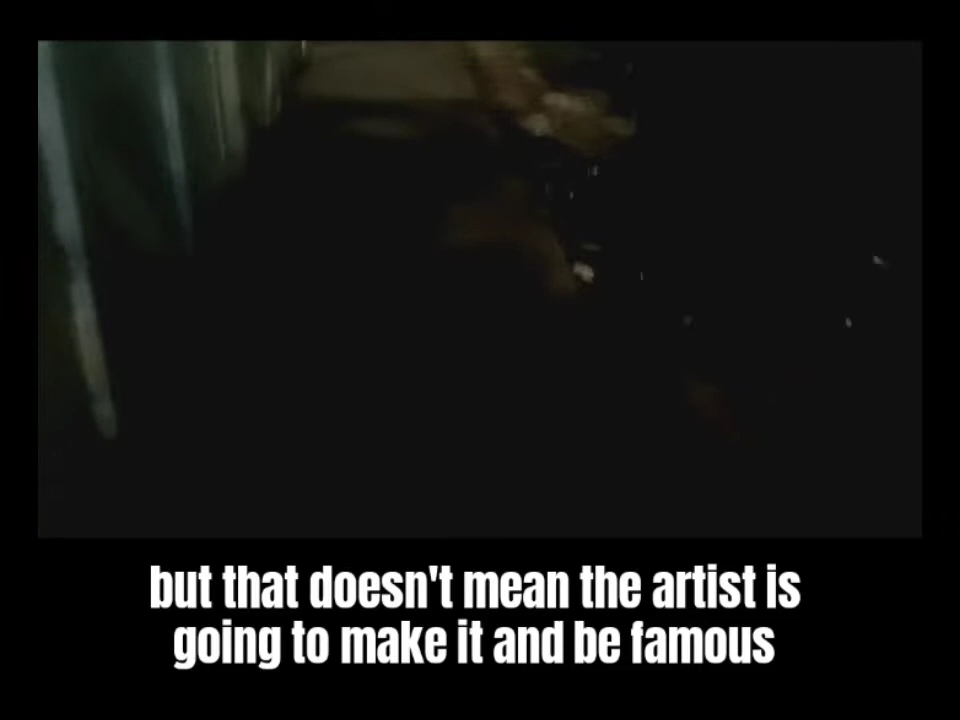 but that doesn't mean the artist is
going to make it and be famous